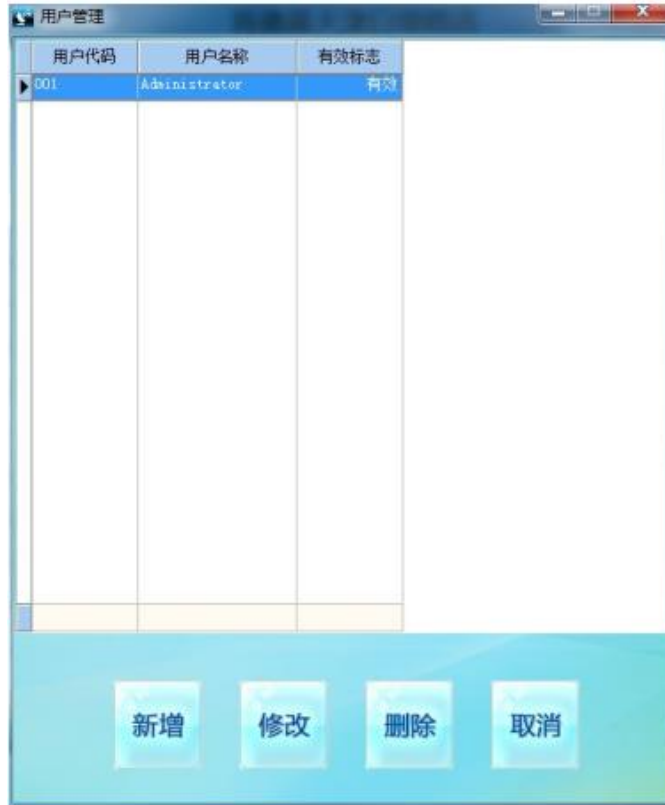 用户管理
用户代码 用户名称 有效标志
001 Administrator 有效
新增 修改 删除 取消